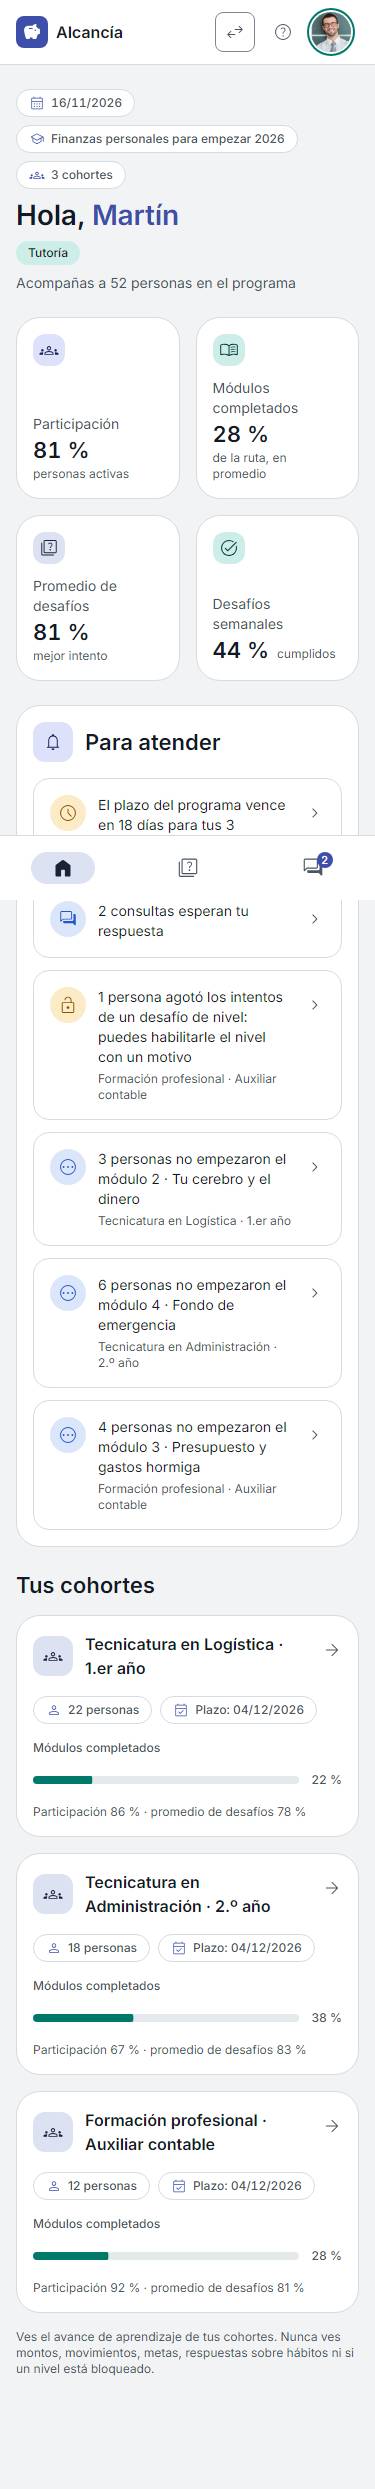 Alcancía
16/11/2026
Finanzas personales para empezar 2026
3 cohortes
Hola, Martín
Tutoría
Acompañas a 52 personas en el programa
Participación
81 %
personas activas
Módulos
completados
28 %
de la ruta, en
promedio
Promedio de
desafíos
81 %
mejor intento
Desafíos
semanales
44 % cumplidos
Para atender
El plazo del programa vence
en 18 días para tus 3
2
2 consultas esperan tu
respuesta
1 persona agotó los intentos
de un desafío de nivel:
puedes habilitarle el nivel
con un motivo
Formación profesional · Auxiliar
contable
3 personas no empezaron el
módulo 2 · Tu cerebro y el
dinero
Tecnicatura en Logística · 1.er año
6 personas no empezaron el
módulo 4 · Fondo de
emergencia
Tecnicatura en Administración ·
2.º año
4 personas no empezaron el
módulo 3 · Presupuesto y
gastos hormiga
Formación profesional · Auxiliar
contable
Tus cohortes
Tecnicatura en Logística ·
1.er año
22 personas
Plazo: 04/12/2026
Módulos completados
22 %
Participación 86 % · promedio de desafíos 78 %
Tecnicatura en
Administración · 2.º año
18 personas
Plazo: 04/12/2026
Módulos completados
38 %
Participación 67 % · promedio de desafíos 83 %
Formación profesional ·
Auxiliar contable
12 personas
Plazo: 04/12/2026
Módulos completados
28 %
Participación 92 % · promedio de desafíos 81 %
Ves el avance de aprendizaje de tus cohortes. Nunca ves
montos, movimientos, metas, respuestas sobre hábitos ni si
un nivel está bloqueado.